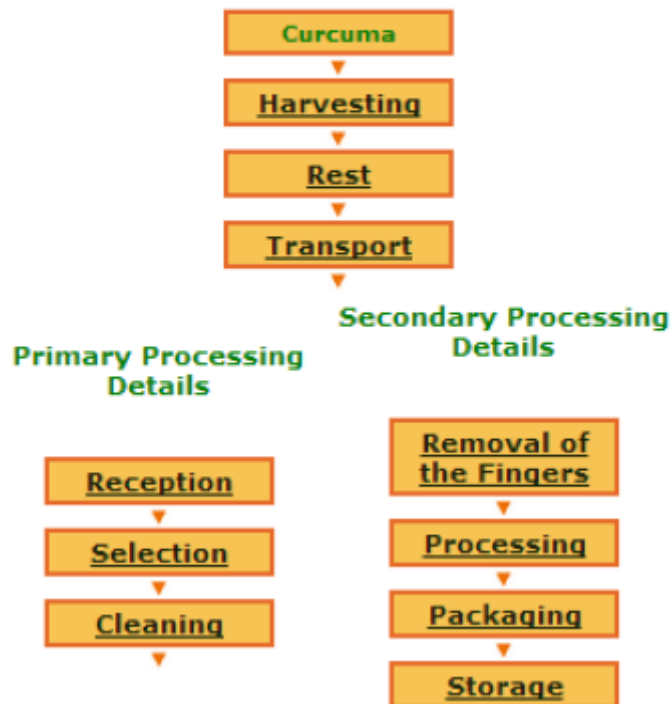 Curcuma
Harvesting
Rest
Transport
Primary Processing
Details
Reception
Selection
Cleaning
Secondary Processing
Details
Removal of
the Fingers
Processing
Packaging
Storage